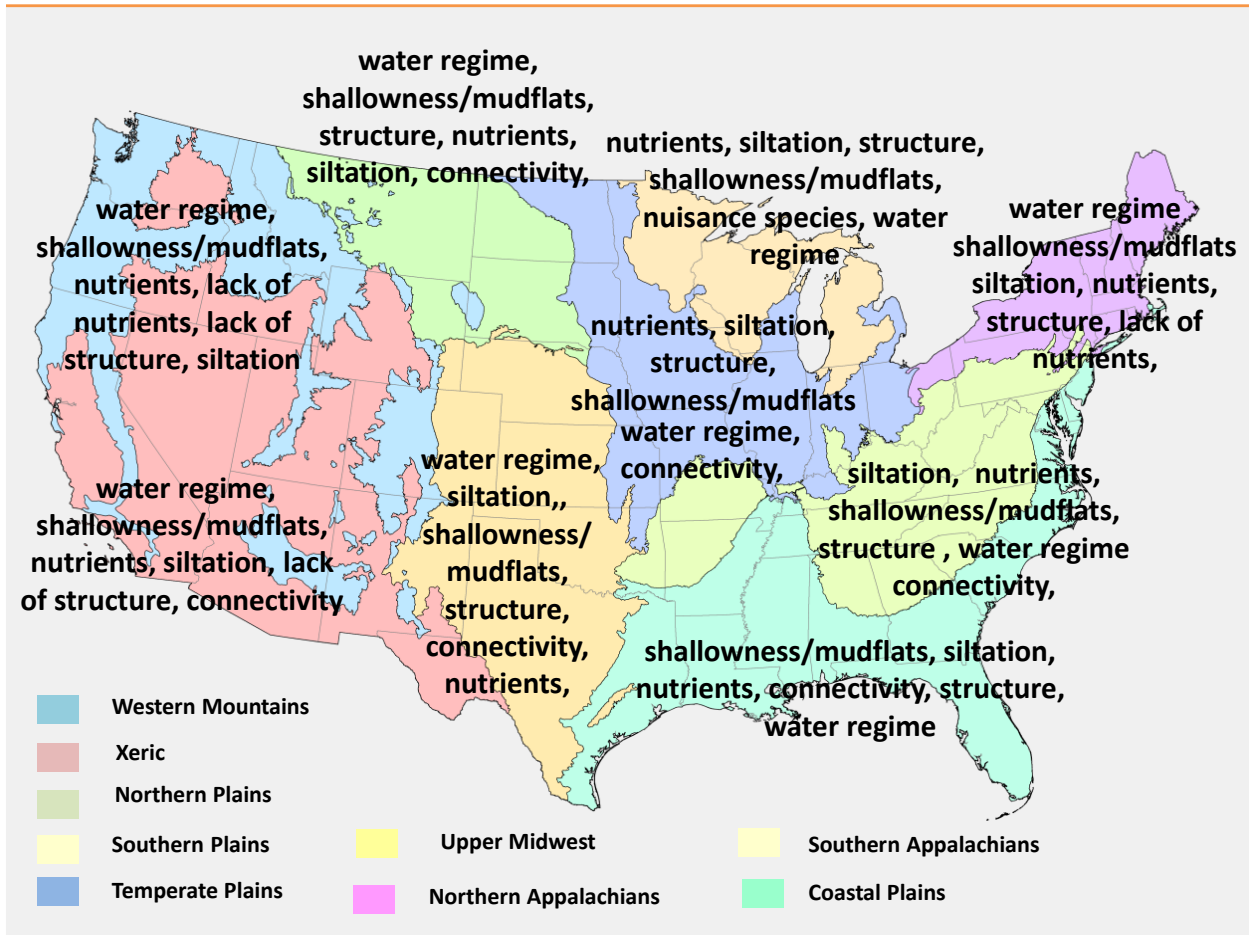 water regime,
shallowness/mudflats,
structure, nutrients,
siltation, connectivity,
nutrients, siltation, structure,
shallowness/mudflats,
nuisance species, water
regime
water regime,
shallowness/mudflats,
nutrients, lack of
nutrients, lack of
structure, siltation
water regime
shallowness/mudflats
siltation, nutrients,
structure, lack of
nutrients,
nutrients, siltation,
structure,
shallowness/mudflats
water regime,
connectivity,
water regime,
siltation,,
shallowness/
mudflats,
structure,
connectivity,
nutrients,
siltation, nutrients,
shallowness/mudflats,
structure , water regime
connectivity,
water regime,
shallowness/mudflats,
nutrients, siltation, lack
of structure, connectivity
shallowness/mudflats, siltation,
nutrients, connectivity, structure,
water regime
Western Mountains
Xeric
Northern Plains
Southern Plains
Temperate Plains
Upper Midwest
Northern Appalachians
Southern Appalachians
Coastal Plains